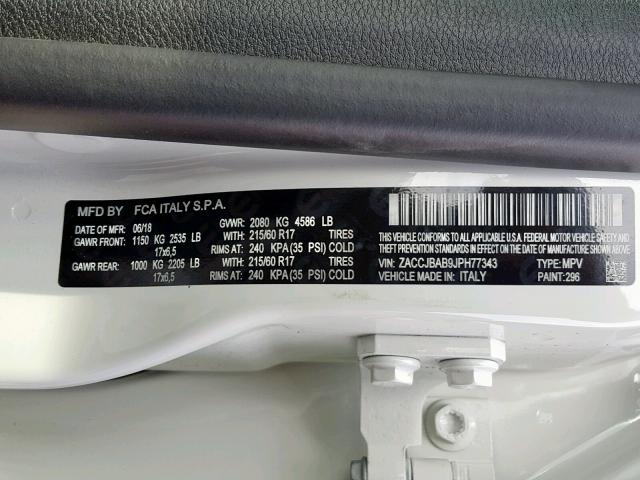 MFD BY FCA ITALY S.P.A.
DATE OF MFR: 06/18 GVWR: 2080 KG 4586 LB
GAWR FRONT: 1150 KG 2535 LB WITH: 215/60 R17 TIRES
17x6,5 RIMS AT: 240 KPA(35 PSI) COLD
GAWR REAR: 1000 KG 2205 LB WITH: 215/60 R17 TIRES
17x6,5 RIMS AT: 240 KPA(35 PSI) COLD
THIS VEHICLE CONFORMS TO ALL APPLICABLE U.S.A. FEDERAL MOTOR VEHICLE SAFETY AND
THEFT PREVENTION STANDARDS IN EFFECT ON THE DATE OF MANUFACTURE SHOWN ABOVE.
VIN: ZACCJBAB9JPH77343 TYPE: MPV
VEHICLE MADE IN: ITALY PAINT: 296